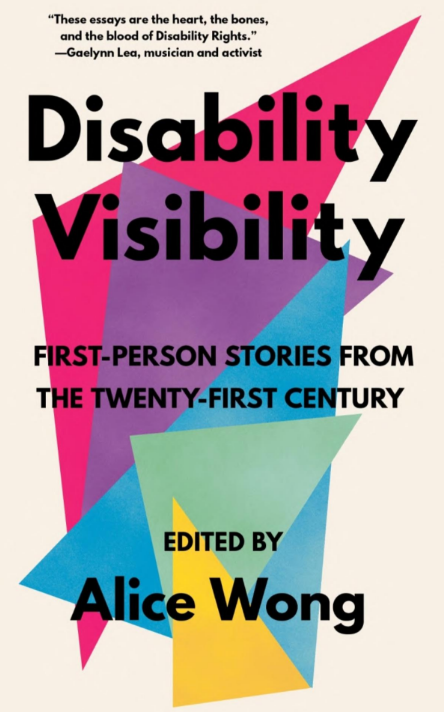 “These essays are the heart, the bones,
and the blood of Disability Rights.”
—Gaelynn Lea, musician and activist
Disability
Visibility
FIRST-PERSON STORIES FROM
THE TWENTY-FIRST CENTURY
EDITED BY
Alice Wong